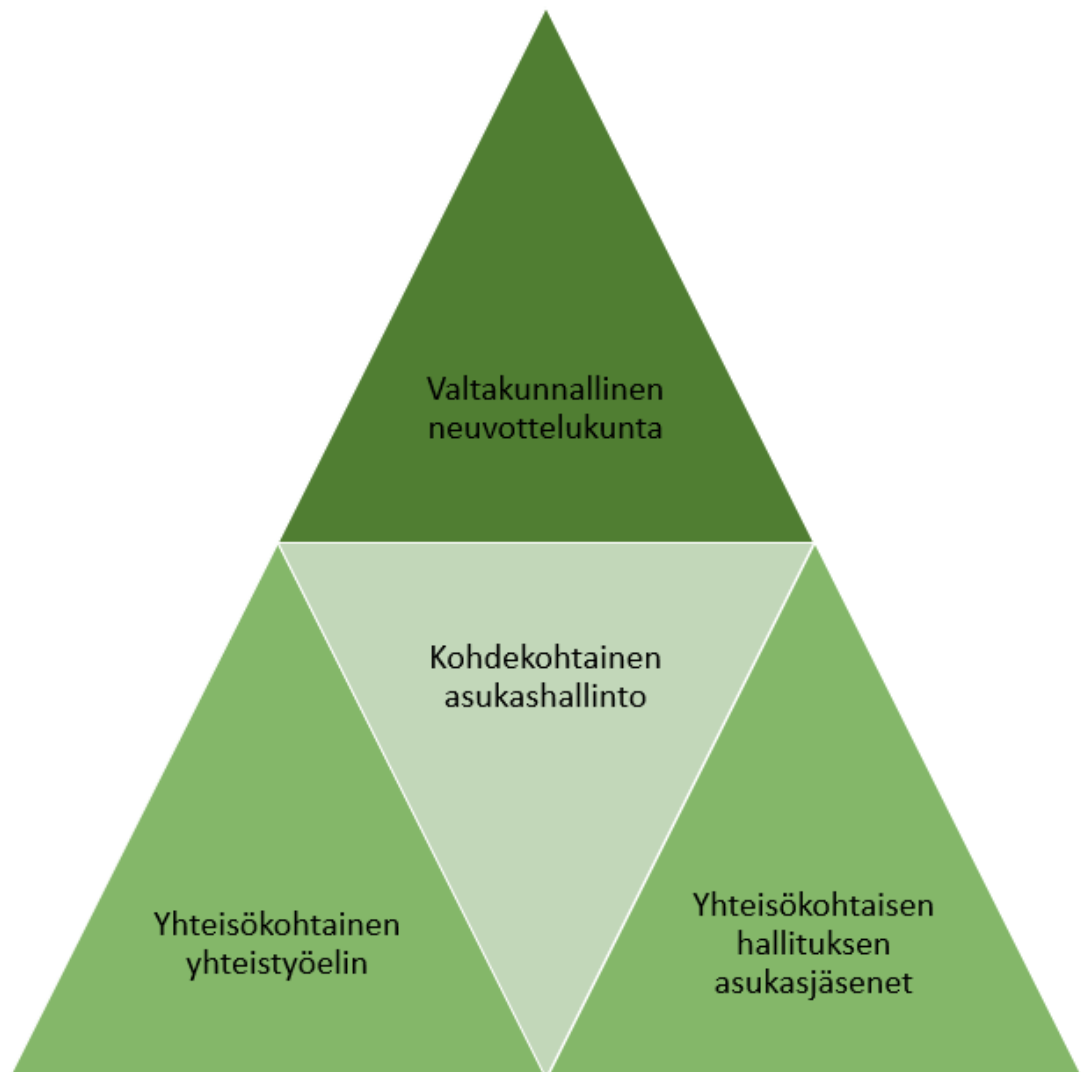 Valtakunnallinen
neuvottelukunta
Kohdekohtainen
asukashallinto
Yhteisökohtainen
yhteistyöelin
Yhteisökohtaisen
hallituksen
asukasjäsenet